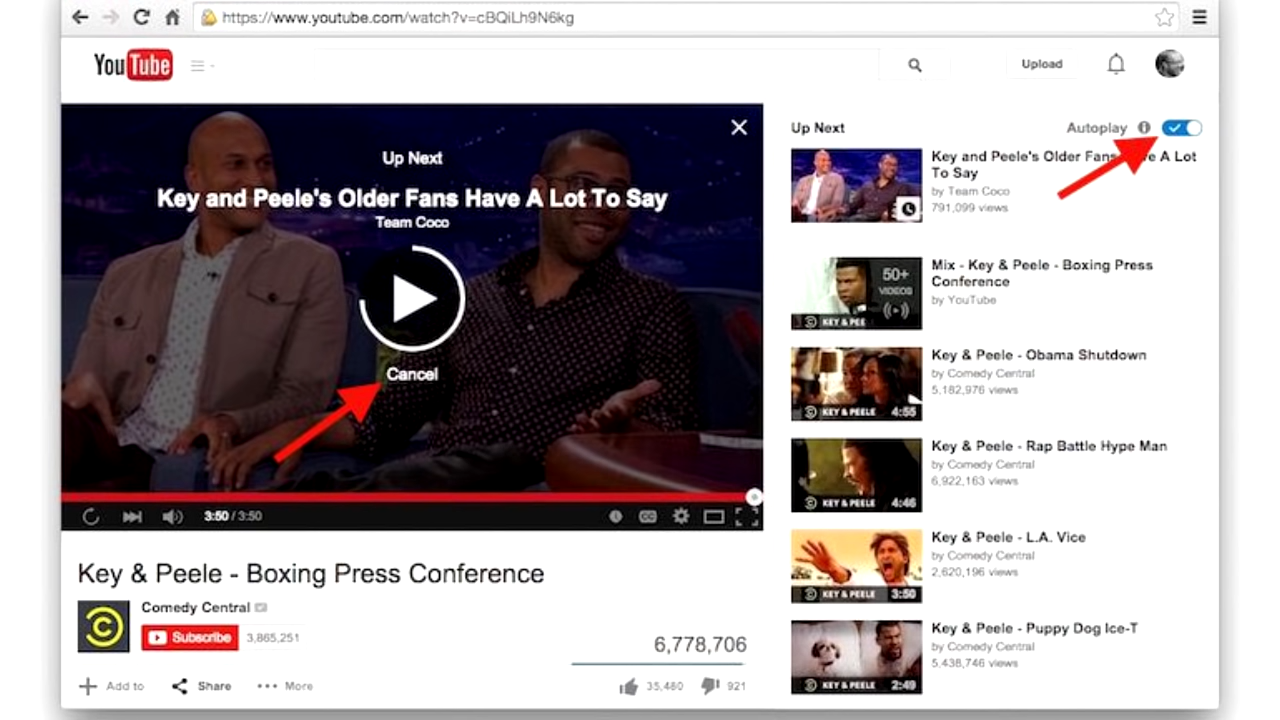 https://www.youtube.com/watch?v=cBQiLh9N6kg
YouTube
Upload
Up Next
Key and Peele's Older Fans Have A Lot To Say
Team Coco
Cancel
3:50 / 3:50
CC
Key & Peele - Boxing Press Conference
Comedy Central
Subscribe
3,865,251
6,778,706
Add to
Share
More
35,480
921
Up Next
Autoplay
Key and Peele's Older Fans A Lot
To Say
by Team Coco
791,099 views
50+
VIDEOS
KEY & PEE
Mix - Key & Peele - Boxing Press
Conference
by YouTube
KEY & PEELE 4:55
Key & Peele - Obama Shutdown
by Comedy Central
5,182,976 views
KEY & PEELE 4:46
Key & Peele - Rap Battle Hype Man
by Comedy Central
6,922,163 views
KEY & PEELE 3:50
Key & Peele - L.A. Vice
by Comedy Central
2,620,196 views
KEY & PEELE 2:49
Key & Peele - Puppy Dog Ice-T
by Comedy Central
5,438,746 views